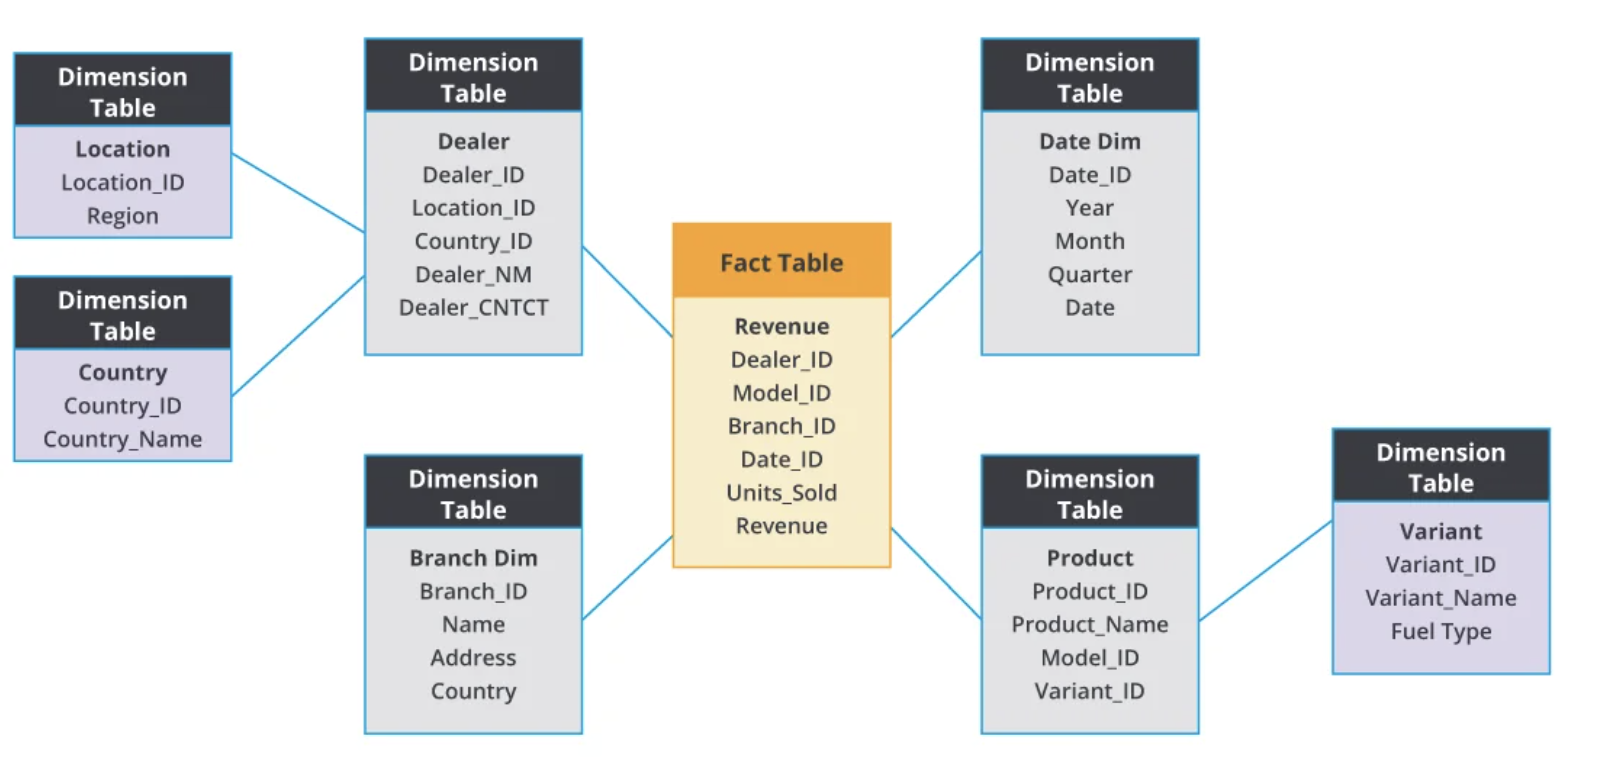 Dimension
Table
Location
Location_ID
Region
Dimension
Table
Country
Country_ID
Country_Name
Dimension
Table
Dealer
Dealer_ID
Location_ID
Country_ID
Dealer_NM
Dealer_CNTCT
Dimension
Table
Branch Dim
Branch_ID
Name
Address
Country
Fact Table
Revenue
Dealer_ID
Model_ID
Branch_ID
Date_ID
Units_Sold
Revenue
Dimension
Table
Date Dim
Date_ID
Year
Month
Quarter
Date
Dimension
Table
Product
Product_ID
Product_Name
Model_ID
Variant_ID
Dimension
Table
Variant
Variant_ID
Variant_Name
Fuel Type